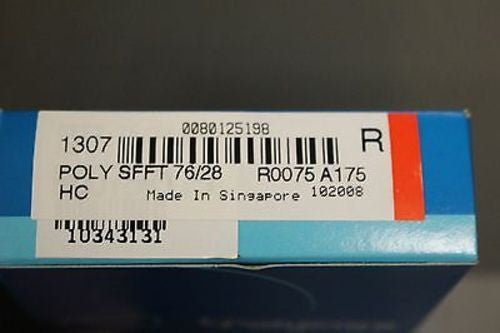 0080125198
1307 R
POLY SFFT 76/28 R0075 A175
HC Made In Singapore 102008
10343131